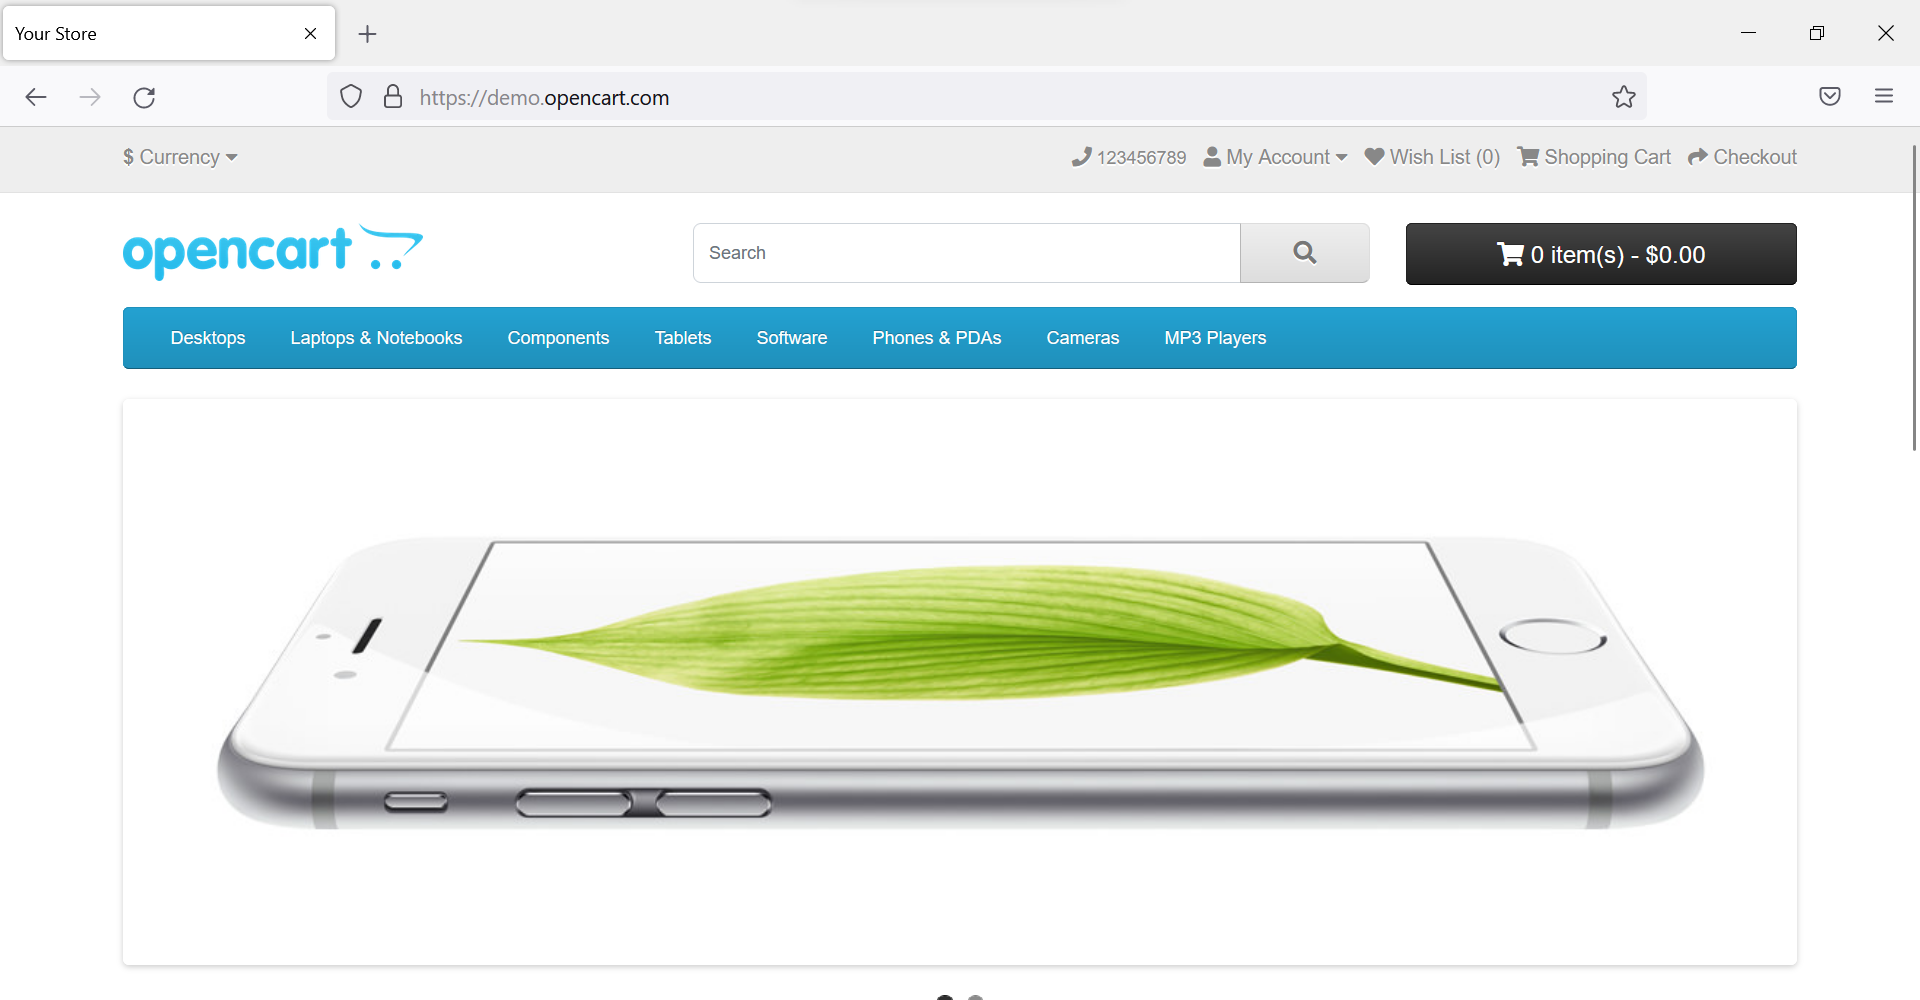 Your Store
https://demo.opencart.com
$ Currency 123456789 My Account Wish List (0) Shopping Cart Checkout
opencart Search 0 item(s) - $0.00
Desktops Laptops & Notebooks Components Tablets Software Phones & PDAs Cameras MP3 Players